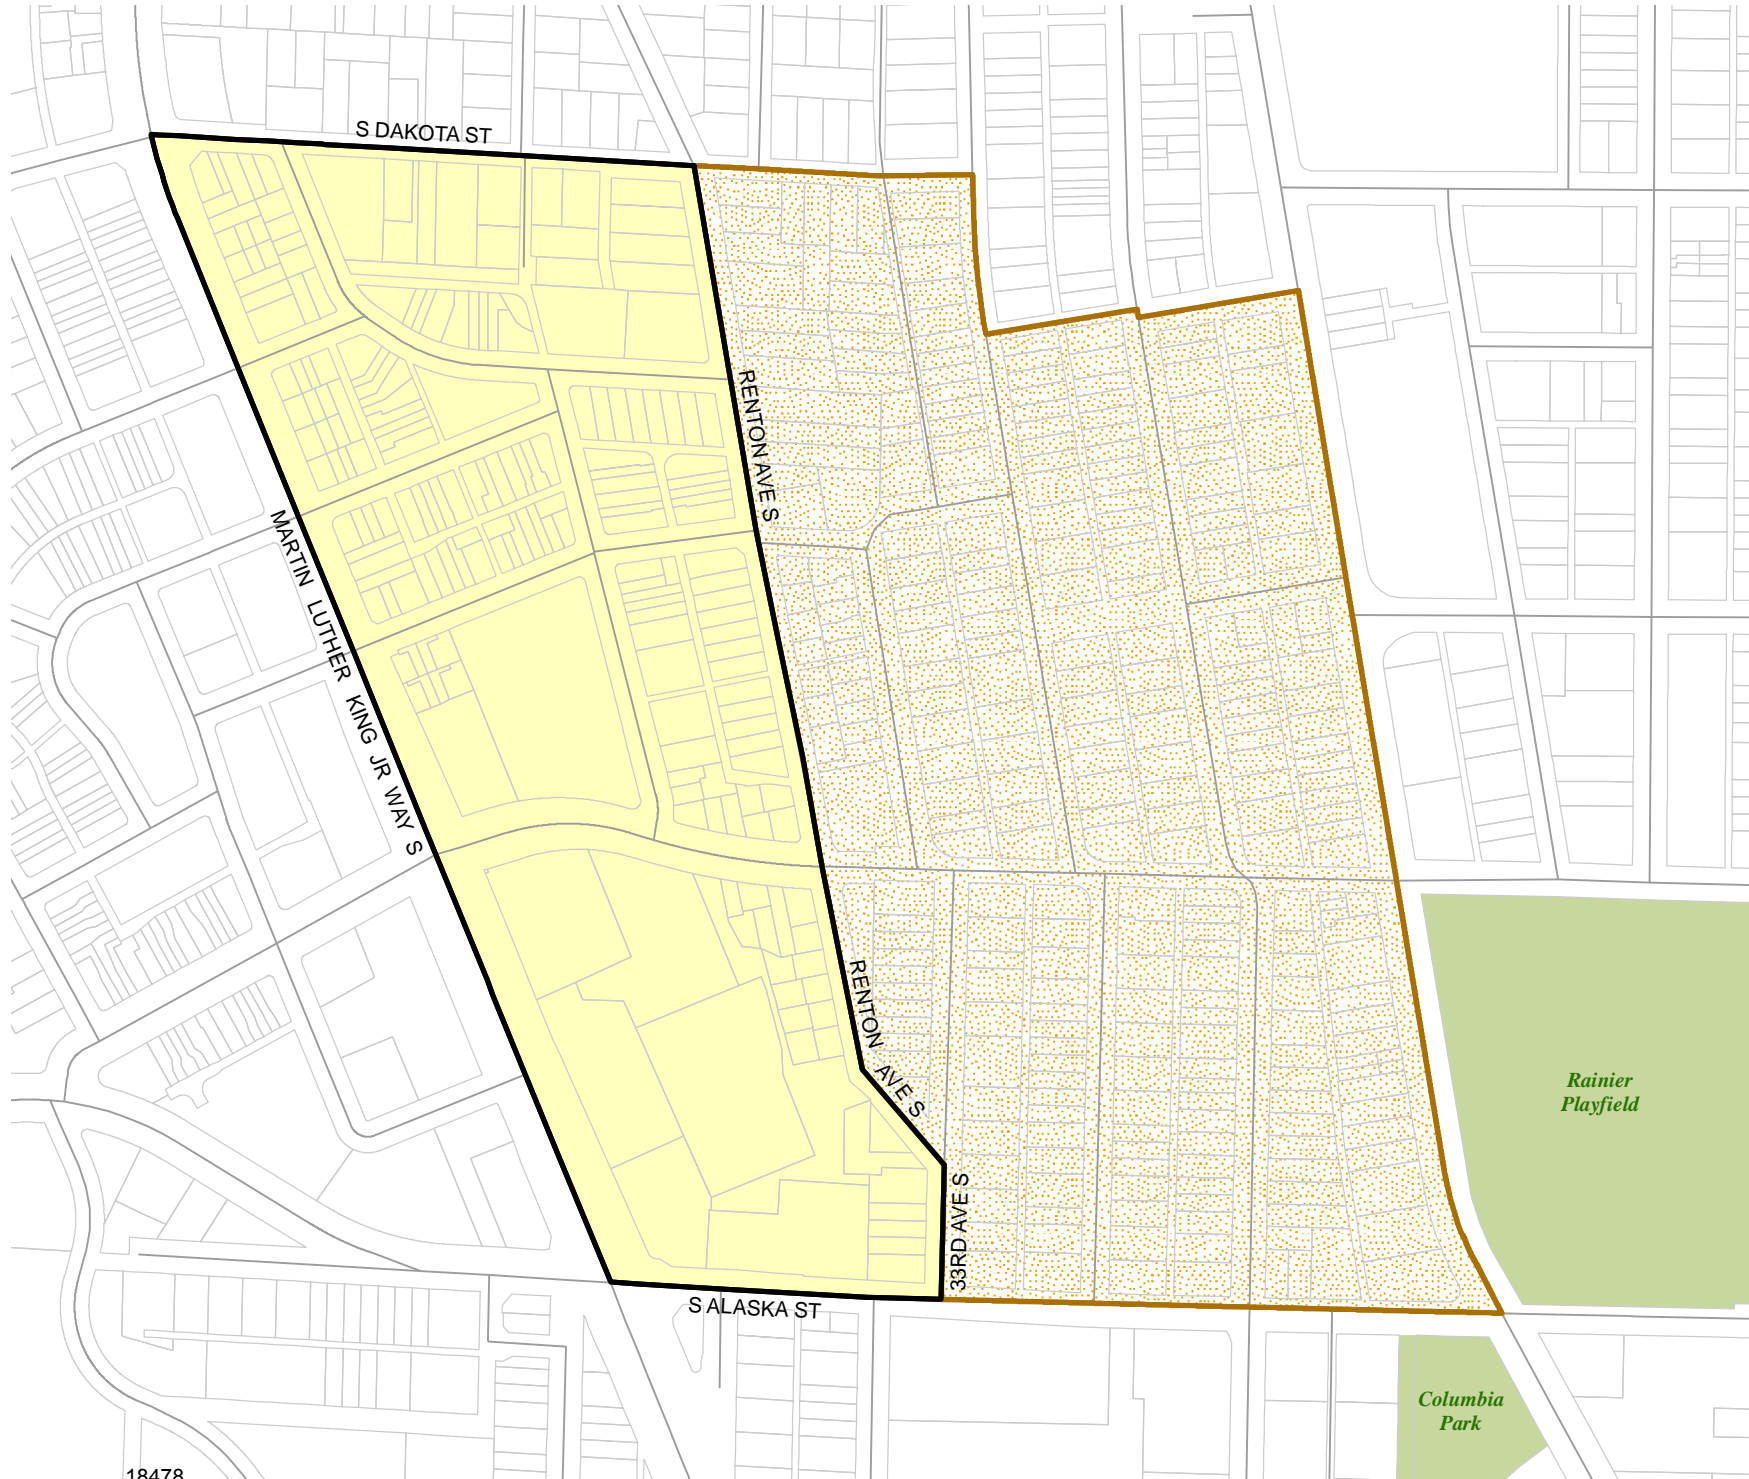 S DAKOTA ST
RENTON AVE S
MARTIN LUTHER KING JR WAY S
RENTON AVE S
Rainier
Playfield
33RD AVE S
S ALASKA ST
Columbia
Park
18478